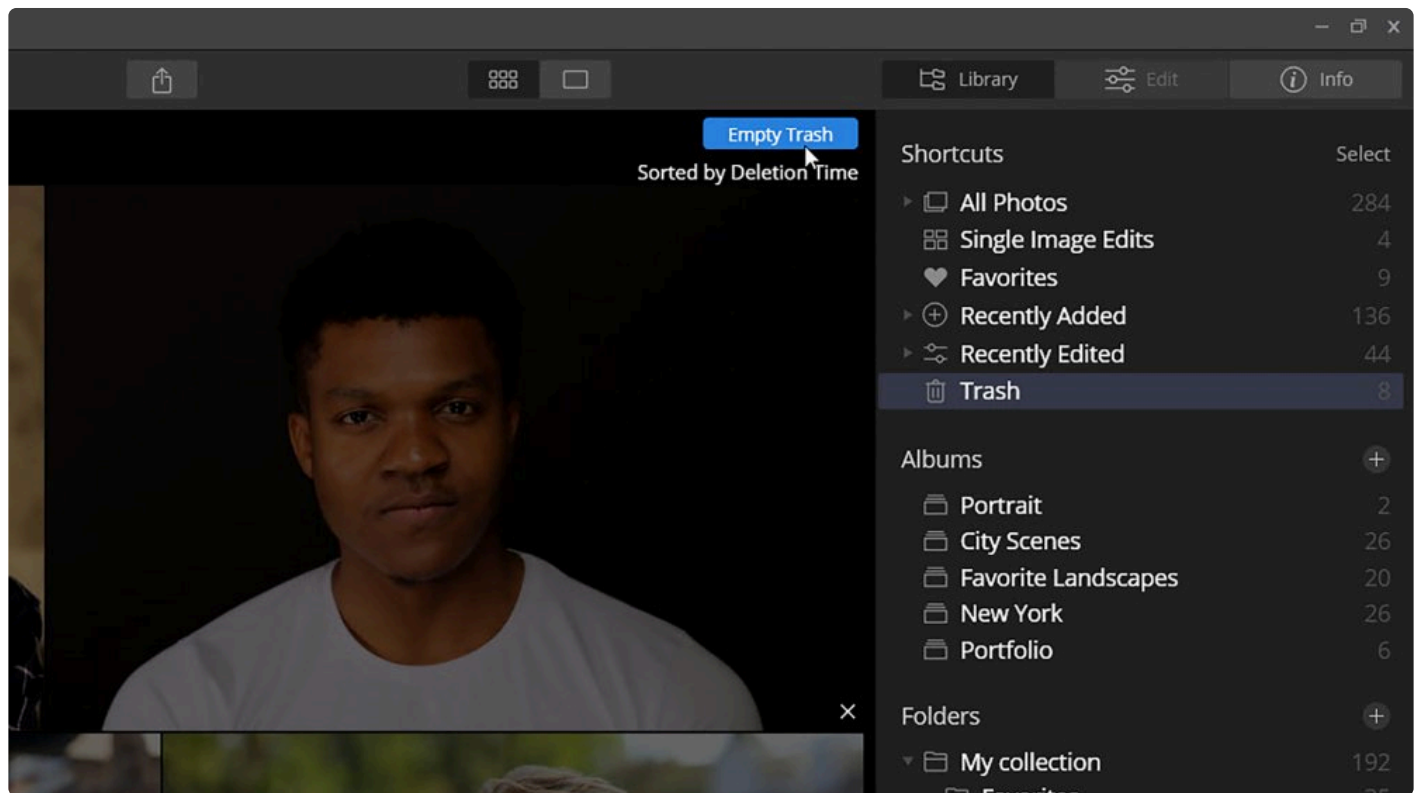 Library Edit Info
Empty Trash
Sorted by Deletion Time
Shortcuts Select
All Photos 284
Single Image Edits 4
Favorites 9
Recently Added 136
Recently Edited 44
Trash 8
Albums
Portrait 2
City Scenes 26
Favorite Landscapes 20
New York 26
Portfolio 6
Folders
My collection 192